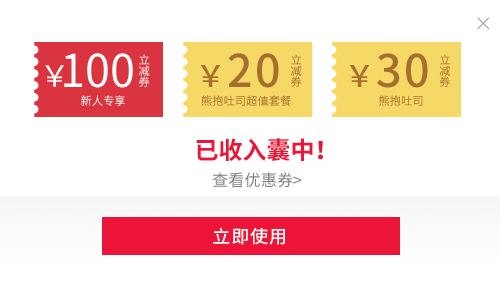 ¥100 立减券
新人专享
¥20 立减券
熊抱吐司超值套餐
¥30 立减券
熊抱吐司
已收入囊中！
查看优惠券>
立即使用